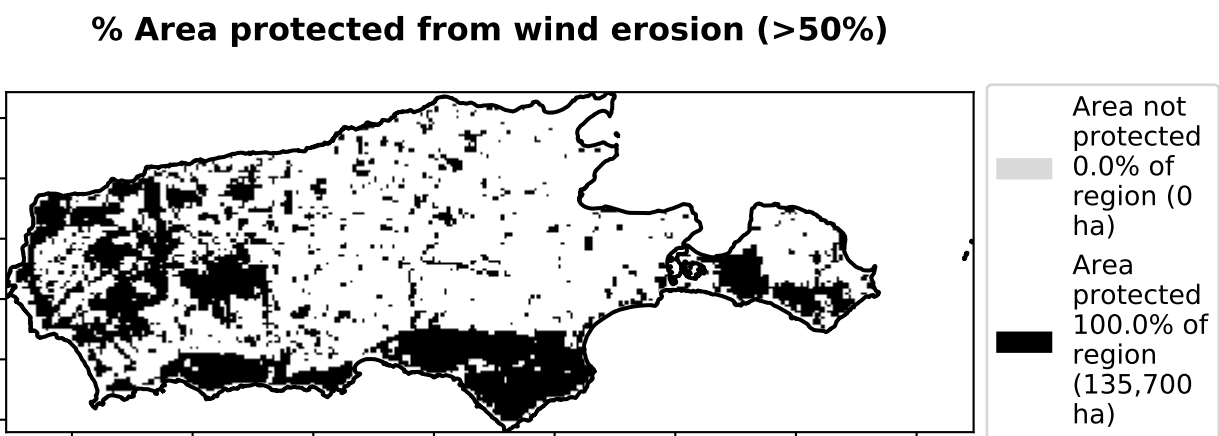 % Area protected from wind erosion (>50%)
Area not
protected
0.0% of
region (0
ha)
Area
protected
100.0% of
region
(135,700
ha)